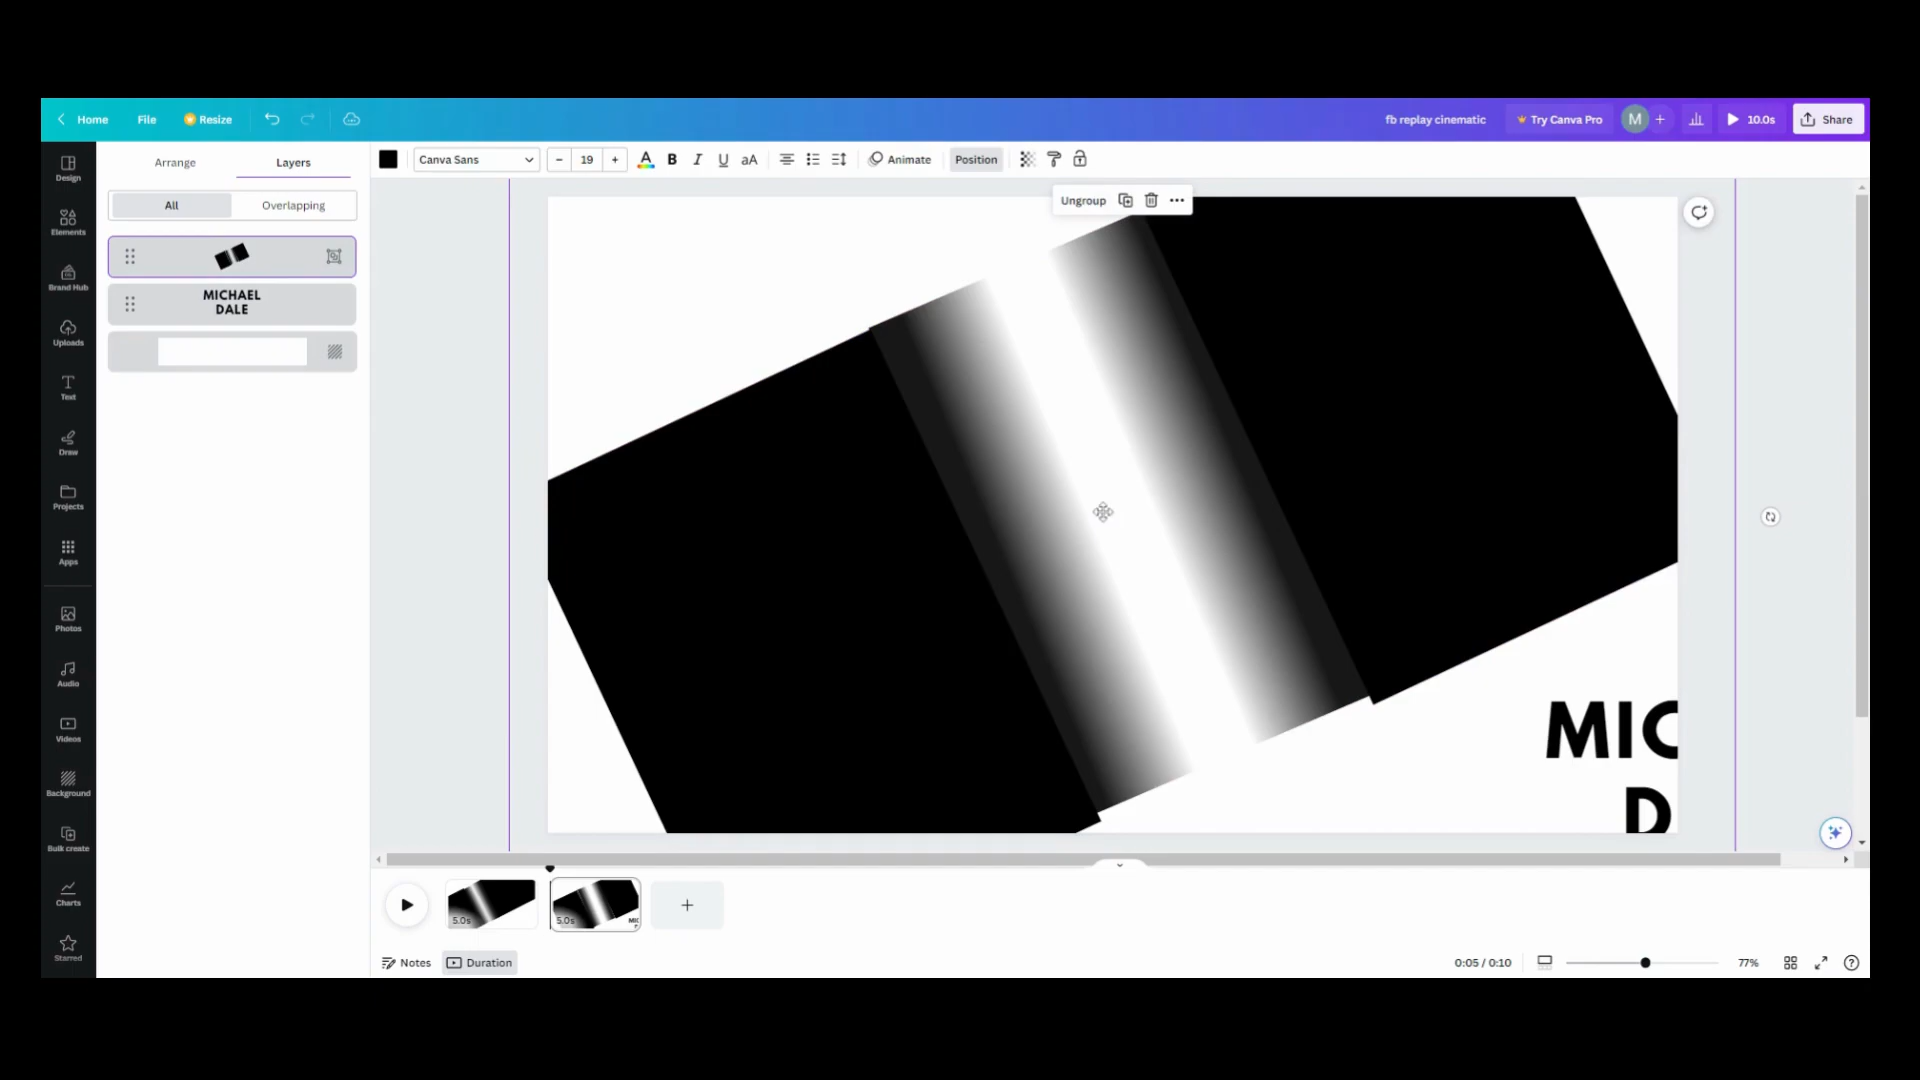 Home File Resize fb replay cinematic Try Canva Pro M + 10.0s Share
Arrange Layers
Canva Sans − 19 + A B I U aA Animate Position
All Overlapping
Ungroup
MICHAEL
DALE
Design
Elements
Brand Hub
Uploads
Text
Draw
Projects
Apps
Photos
Audio
Videos
Background
Bulk create
Charts
Starred
MIC
D
5.0s 5.0s MIC +
Notes Duration 0:05 / 0:10 77% ?